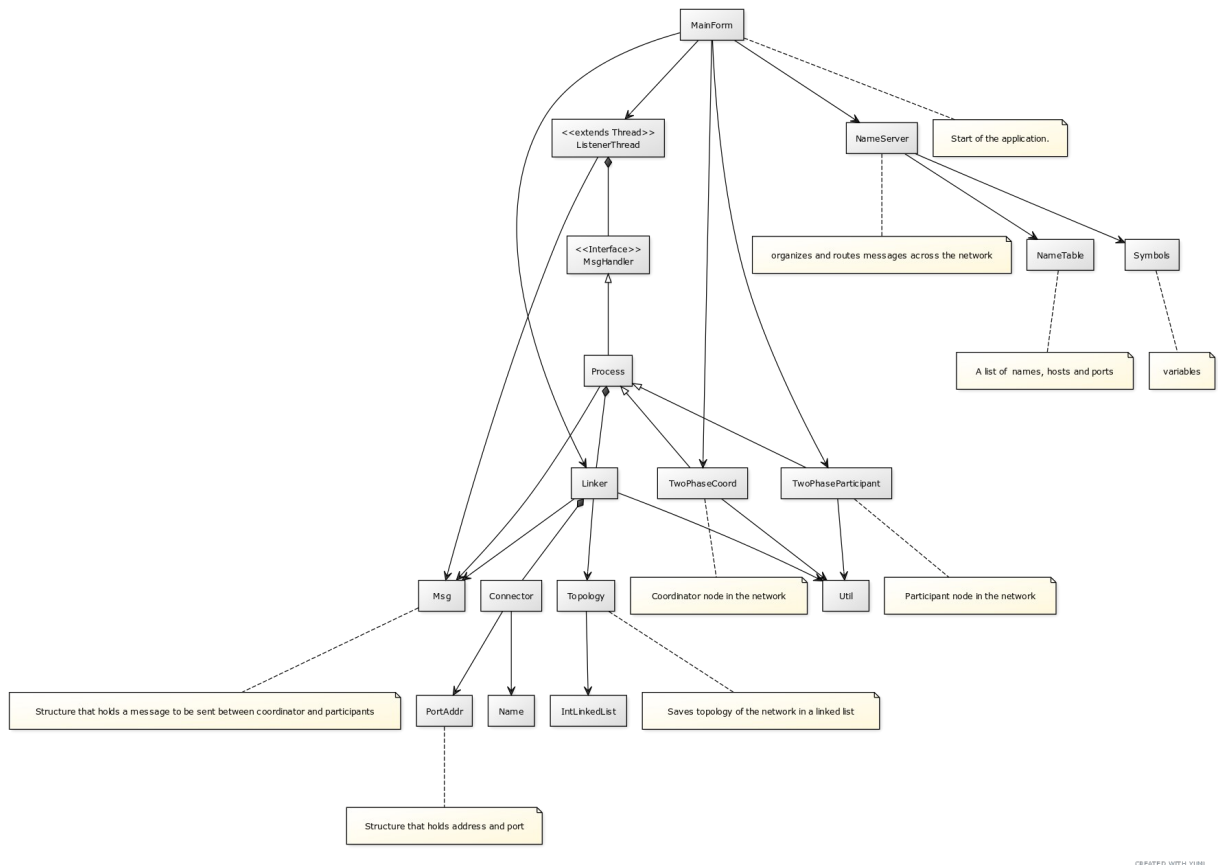 MainForm
<<extends Thread>>
ListenerThread
NameServer
Start of the application.
<<Interface>>
MsgHandler
organizes and routes messages across the network
NameTable
Symbols
Process
A list of names, hosts and ports
variables
Linker
TwoPhaseCoord
TwoPhaseParticipant
Msg
Connector
Topology
Coordinator node in the network
Util
Participant node in the network
Structure that holds a message to be sent between coordinator and participants
PortAddr
Name
IntLinkedList
Saves topology of the network in a linked list
Structure that holds address and port
CREATED WITH YUML